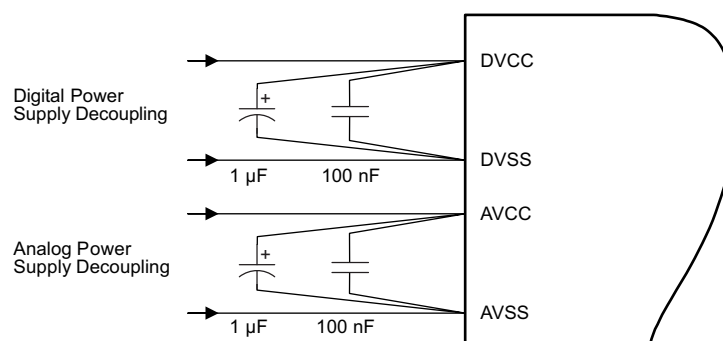 DVCC
Digital Power
Supply Decoupling
+
DVSS
1 µF
100 nF
AVCC
Analog Power
Supply Decoupling
+
AVSS
1 µF
100 nF